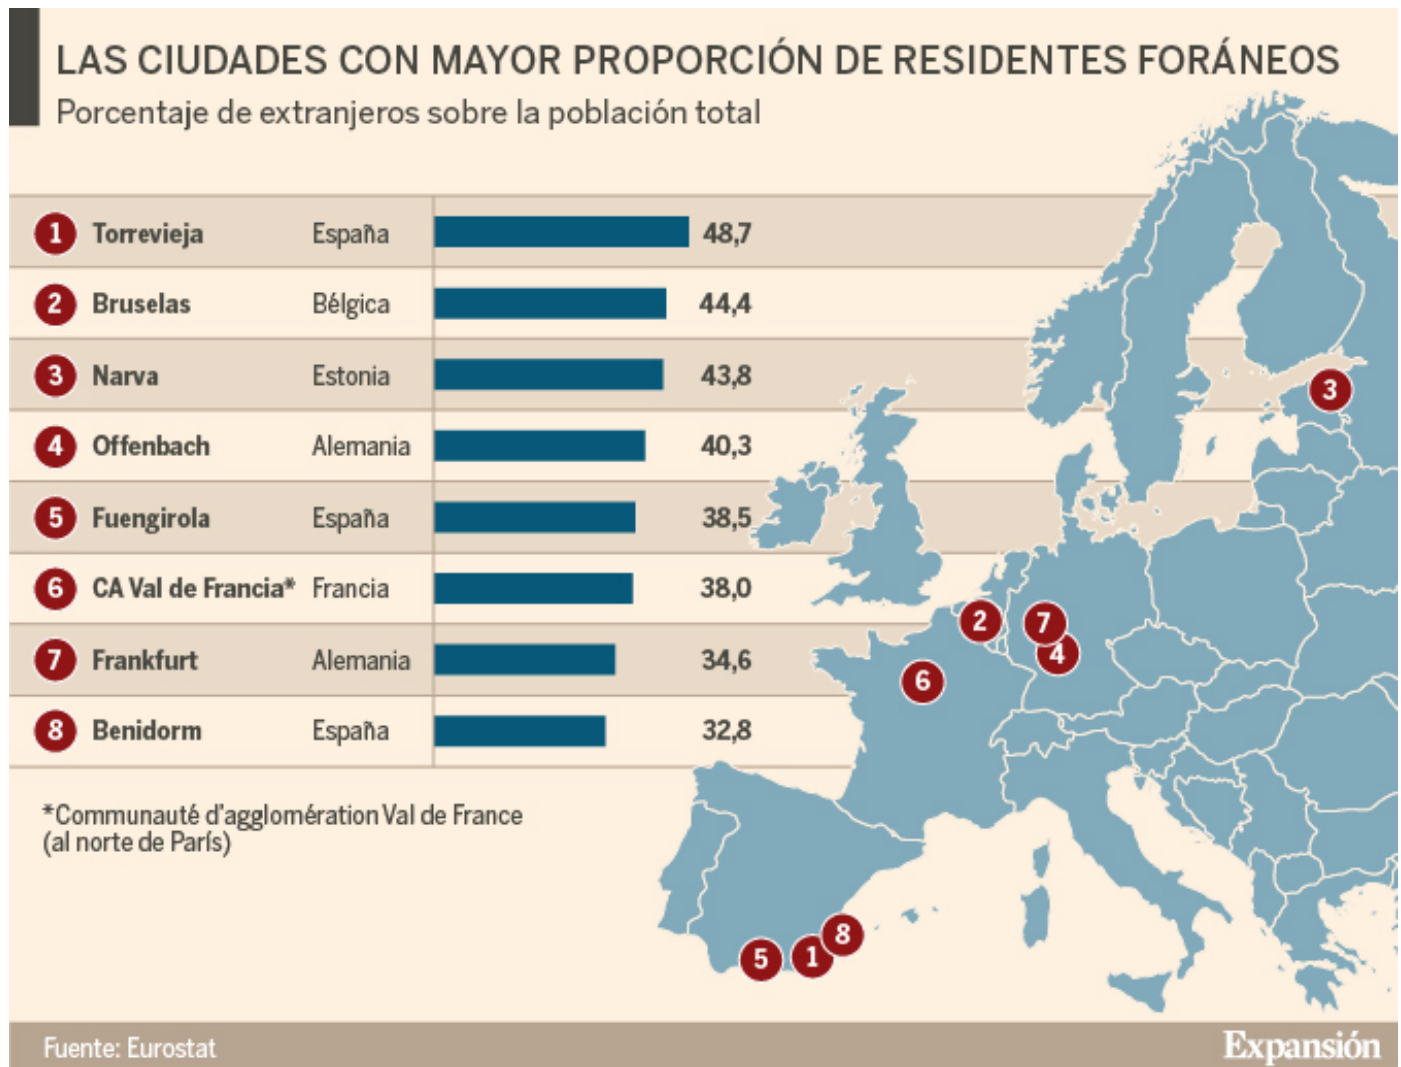 LAS CIUDADES CON MAYOR PROPORCIÓN DE RESIDENTES FORÁNEOS
Porcentaje de extranjeros sobre la población total
1 Torrevieja España 48,7
2 Bruselas Bélgica 44,4
3 Narva Estonia 43,8
4 Offenbach Alemania 40,3
5 Fuengirola España 38,5
6 CA Val de Francia* Francia 38,0
7 Frankfurt Alemania 34,6
8 Benidorm España 32,8
3
2
7
4
6
8
5
1
*Communauté d'agglomération Val de France
(al norte de París)
Fuente: Eurostat
Expansión